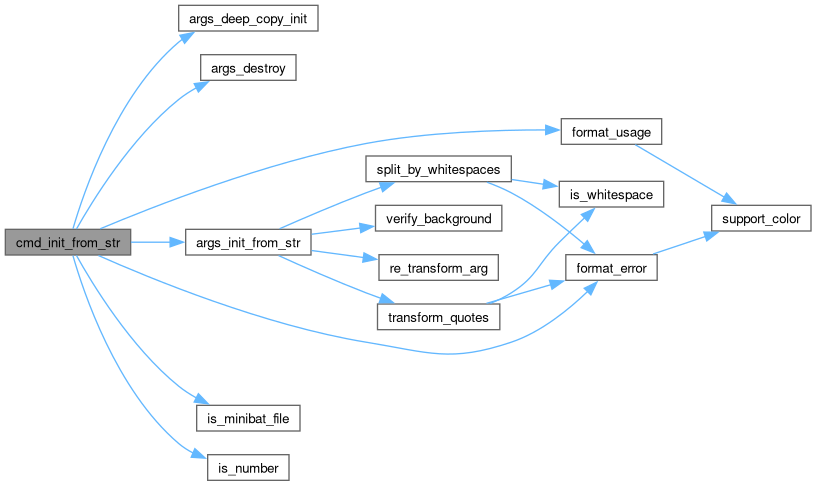 args_deep_copy_init
args_destroy
format_usage
split_by_whitespaces
is_whitespace
verify_background
support_color
cmd_init_from_str
args_init_from_str
re_transform_arg
format_error
transform_quotes
is_minibat_file
is_number